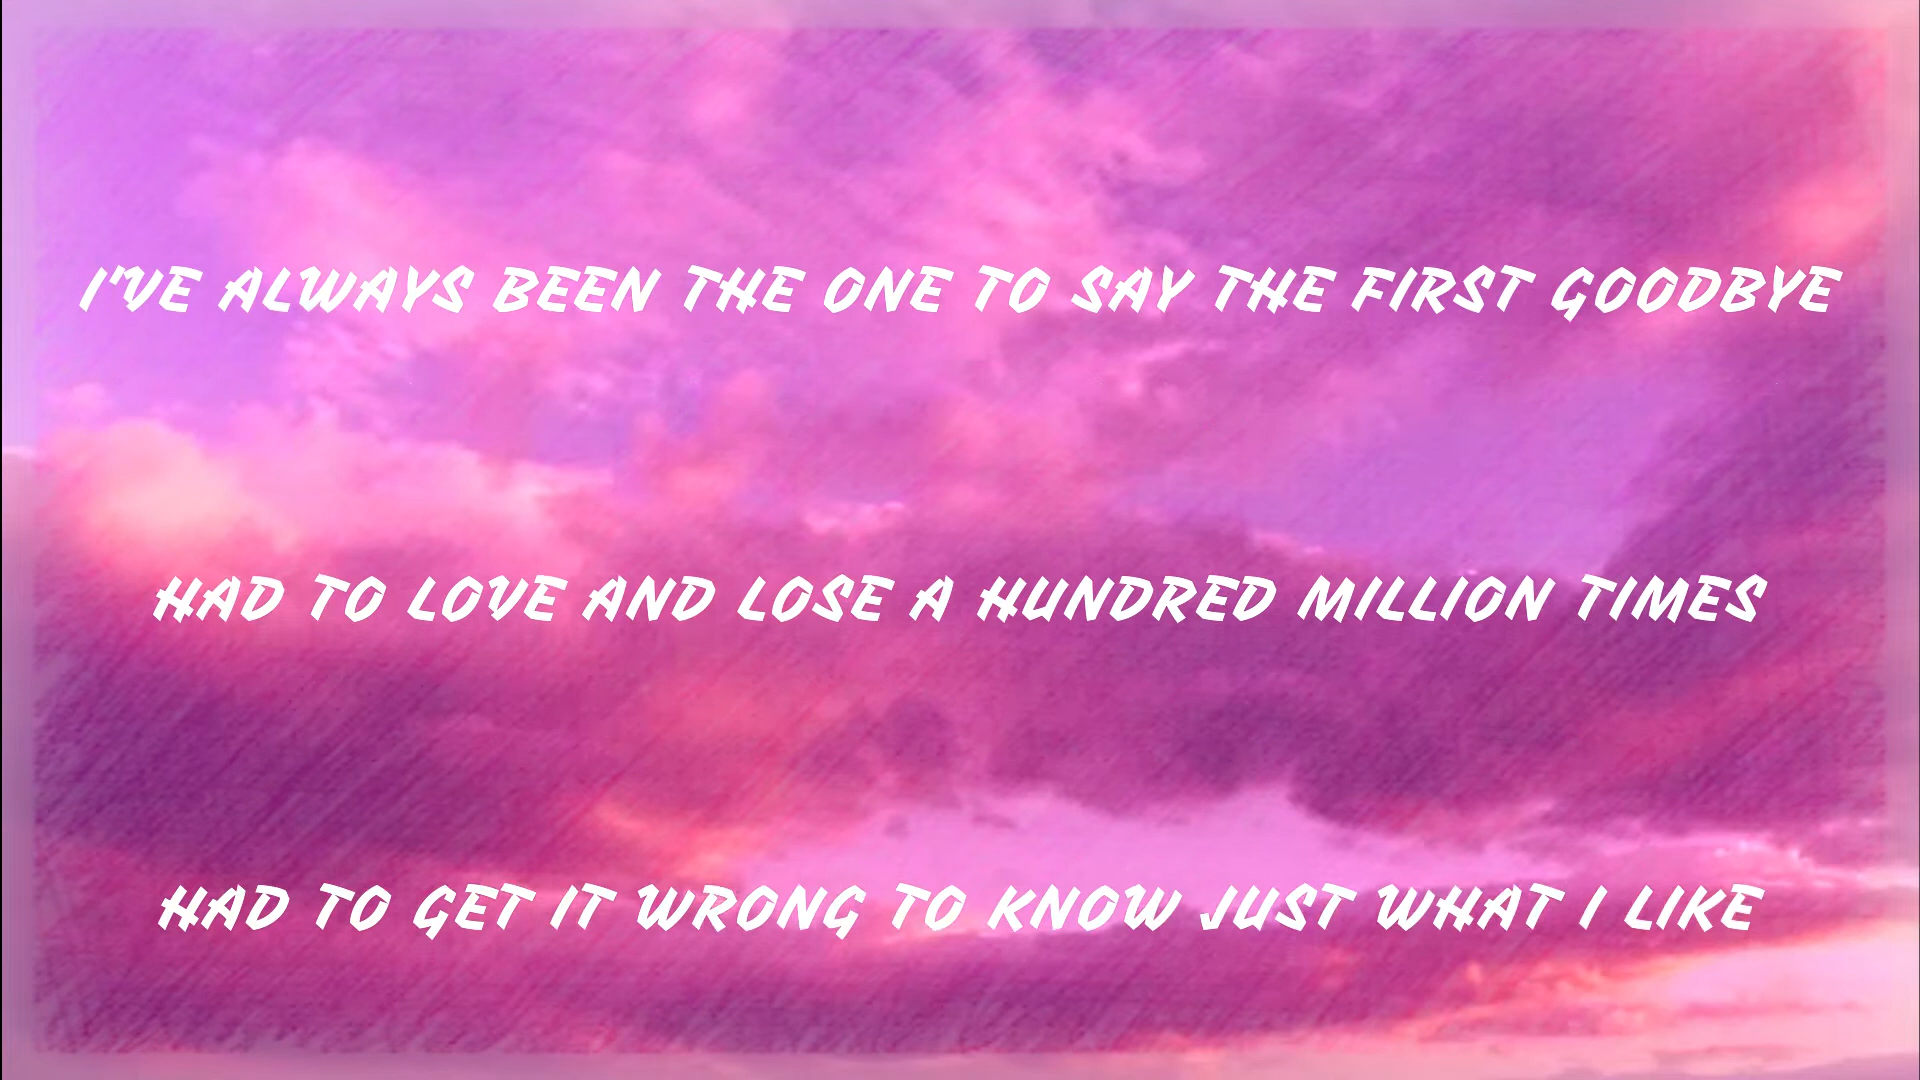 I'VE ALWAYS BEEN THE ONE TO SAY THE FIRST GOODBYE
HAD TO LOVE AND LOSE A HUNDRED MILLION TIMES
HAD TO GET IT WRONG TO KNOW JUST WHAT I LIKE